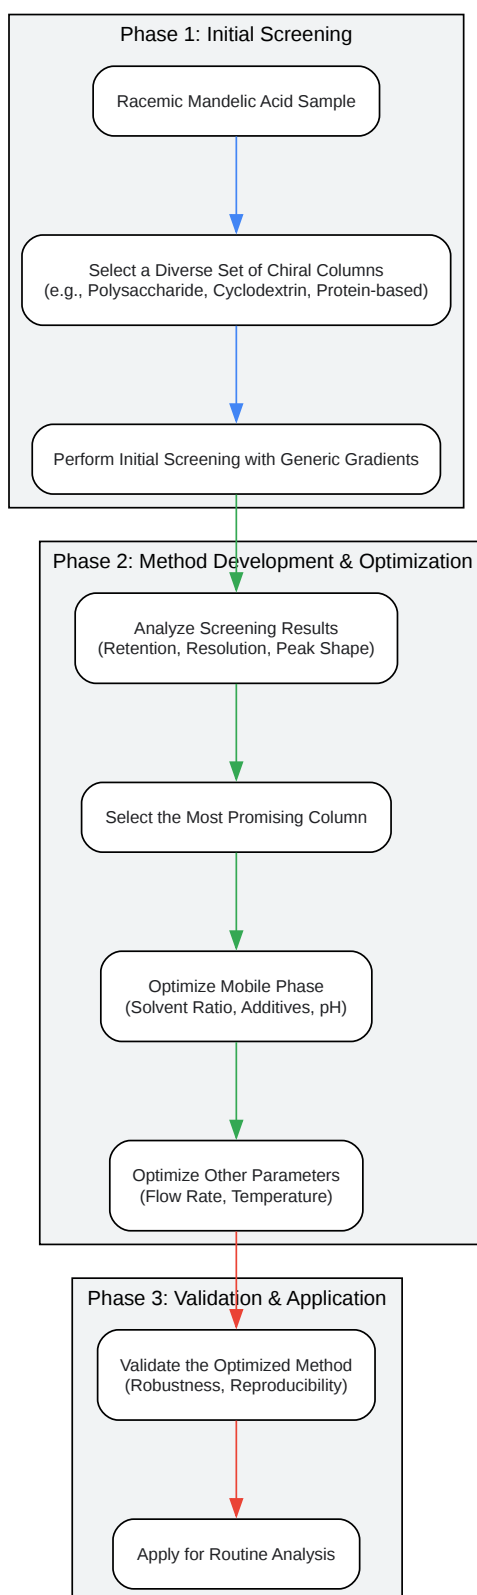 Phase 1: Initial Screening
Racemic Mandelic Acid Sample
Select a Diverse Set of Chiral Columns
(e.g., Polysaccharide, Cyclodextrin, Protein-based)
Perform Initial Screening with Generic Gradients
Phase 2: Method Development & Optimization
Analyze Screening Results
(Retention, Resolution, Peak Shape)
Select the Most Promising Column
Optimize Mobile Phase
(Solvent Ratio, Additives, pH)
Optimize Other Parameters
(Flow Rate, Temperature)
Phase 3: Validation & Application
Validate the Optimized Method
(Robustness, Reproducibility)
Apply for Routine Analysis